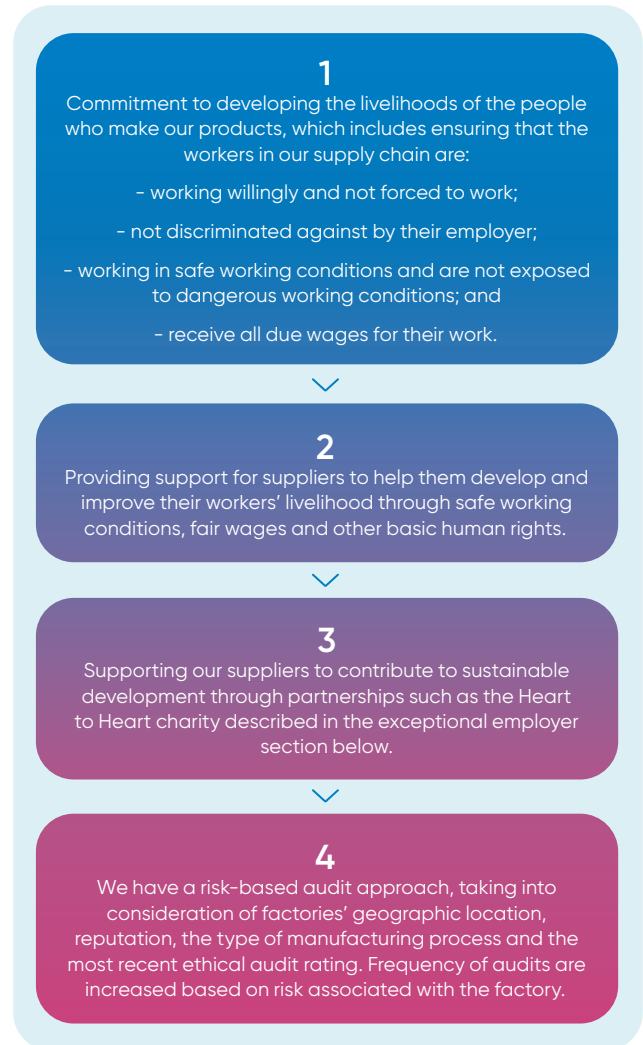 1
Commitment to developing the livelihoods of the people
who make our products, which includes ensuring that the
workers in our supply chain are:
- working willingly and not forced to work;
- not discriminated against by their employer;
- working in safe working conditions and are not exposed
to dangerous working conditions; and
- receive all due wages for their work.
2
Providing support for suppliers to help them develop and
improve their workers’ livelihood through safe working
conditions, fair wages and other basic human rights.
3
Supporting our suppliers to contribute to sustainable
development through partnerships such as the Heart
to Heart charity described in the exceptional employer
section below.
4
We have a risk-based audit approach, taking into
consideration of factories’ geographic location,
reputation, the type of manufacturing process and the
most recent ethical audit rating. Frequency of audits are
increased based on risk associated with the factory.